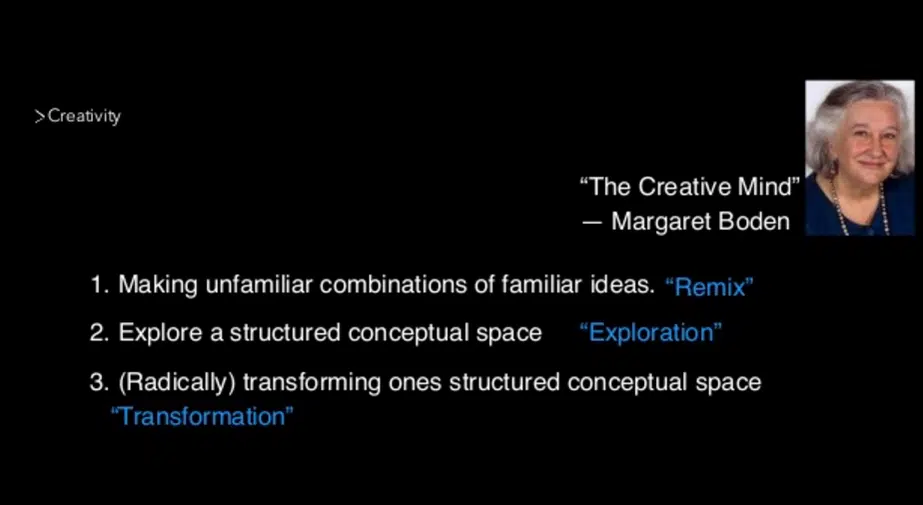 >Creativity
“The Creative Mind”
— Margaret Boden
1. Making unfamiliar combinations of familiar ideas. “Remix”
2. Explore a structured conceptual space “Exploration”
3. (Radically) transforming ones structured conceptual space
“Transformation”